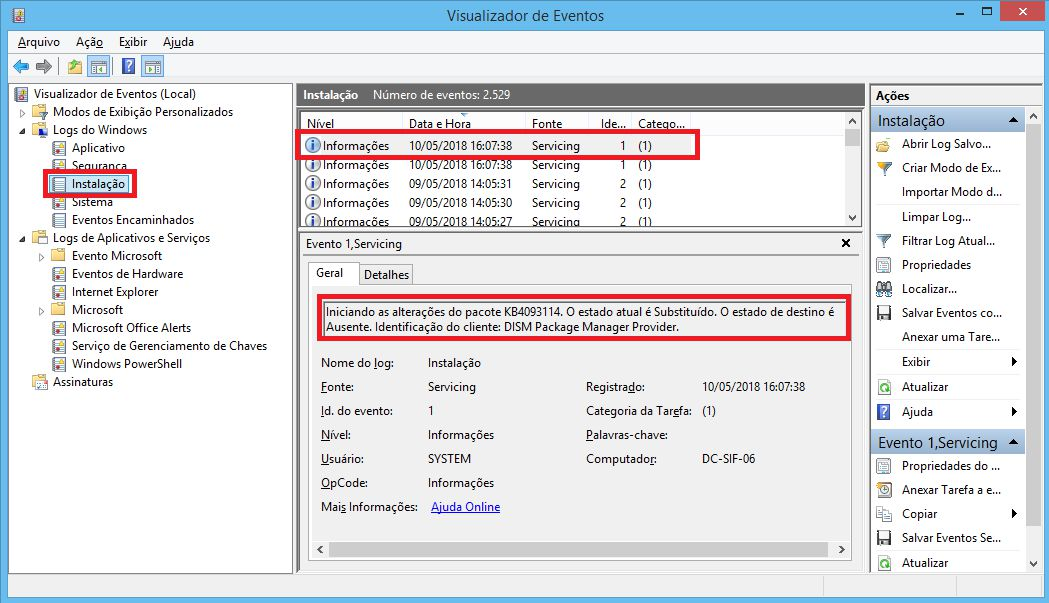 Visualizador de Eventos
Arquivo Ação Exibir Ajuda
Visualizador de Eventos (Local)
Modos de Exibição Personalizados
Logs do Windows
Aplicativo
Segurança
Instalação
Sistema
Eventos Encaminhados
Logs de Aplicativos e Serviços
Evento Microsoft
Eventos de Hardware
Internet Explorer
Microsoft
Microsoft Office Alerts
Serviço de Gerenciamento de Chaves
Windows PowerShell
Assinaturas
Instalação Número de eventos: 2.529
Nível Data e Hora Fonte Ide... Catego...
Informações 10/05/2018 16:07:38 Servicing 1 (1)
Informações 10/05/2018 16:07:38 Servicing 1 (1)
Informações 09/05/2018 14:05:31 Servicing 2 (1)
Informações 09/05/2018 14:05:31 Servicing 2 (1)
Informações 09/05/2018 14:05:27 Servicing 2 (1)
Evento 1,Servicing
Geral Detalhes
Iniciando as alterações do pacote KB4093114. O estado atual é Substituído. O estado de destino é
Ausente. Identificação do cliente: DISM Package Manager Provider.
Nome do log: Instalação
Fonte: Servicing Registrado: 10/05/2018 16:07:38
Id. do evento: 1 Categoria da Tarefa: (1)
Nível: Informações Palavras-chave:
Usuário: SYSTEM Computador: DC-SIF-06
OpCode: Informações
Mais Informações: Ajuda Online
Ações
Instalação
Abrir Log Salvo...
Criar Modo de Ex...
Importar Modo d...
Limpar Log...
Filtrar Log Atual...
Propriedades
Localizar...
Salvar Eventos co...
Anexar uma Tare...
Exibir
Atualizar
Ajuda
Evento 1,Servicing
Propriedades do ...
Anexar Tarefa a e...
Copiar
Salvar Eventos Se...
Atualizar